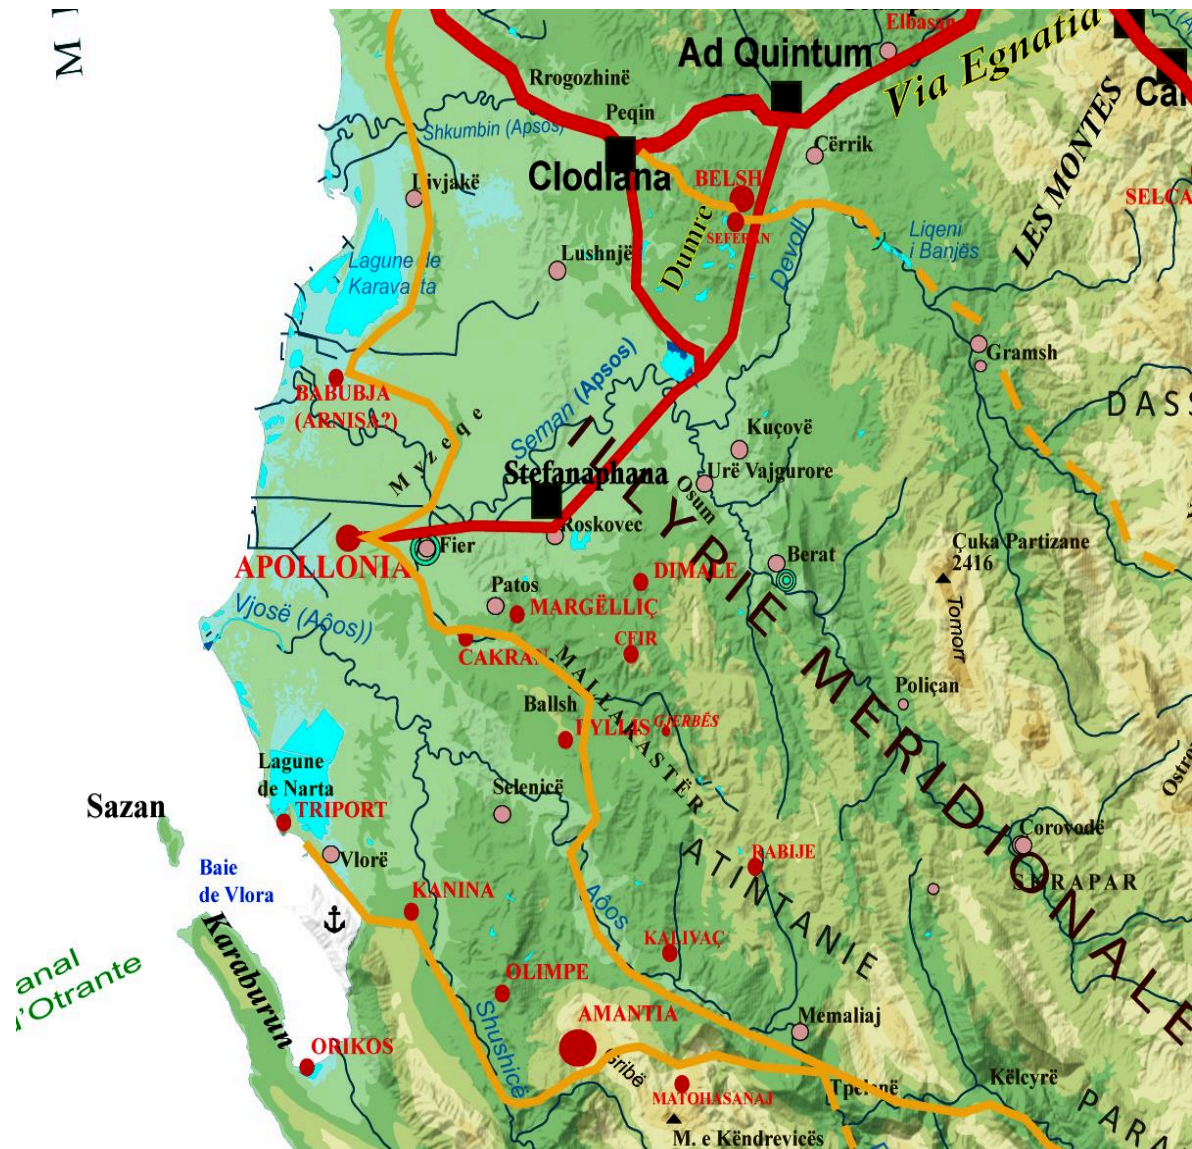 M
Elbasan
Ad Quintum
Via Egnatia
Rrogozhinë
Peqin
Shkumbin (Apsos)
Cërrik
LES MONTES
Clodiana
BELSH
Livjakë
SEFERAN
Dumre
Devoll
Liqeni
i Banjës
SELCA
Lushnjë
Lagune de
Karavasta
Gramsh
BABUBJA
(ARNISA?)
Myzeqe
Seman (Apsos)
DASS
Kuçovë
Urë Vajgurore
Stefanaphana
Osum
Roskovec
APOLLONIA
Fier
Berat
Çuka Partizane
2416
Tomorr
DIMALE
Patos
MARGËLLIÇ
Vjosë (Aôos))
CFIR
CAKRAN
MALLAKASTËR
ILLYRIE MERIDIONALE
Poliçan
Ballsh
BYLLIS
GJERBËS
Lagune
de Narta
TRIPORT
Selenicë
Sazan
Vlorë
Baie
de Vlora
RABIJE
Corovodë
SKRAPAR
ATINTANIE
KANINA
Aôos
Karaburun
KALIVAÇ
OLIMPE
anal
d'Otrante
AMANTIA
Memaliaj
Shushicë
ORIKOS
Gribë
MATOHASANAJ
Tpelenë
Këlcyrë
PARA
M. e Këndrevicës